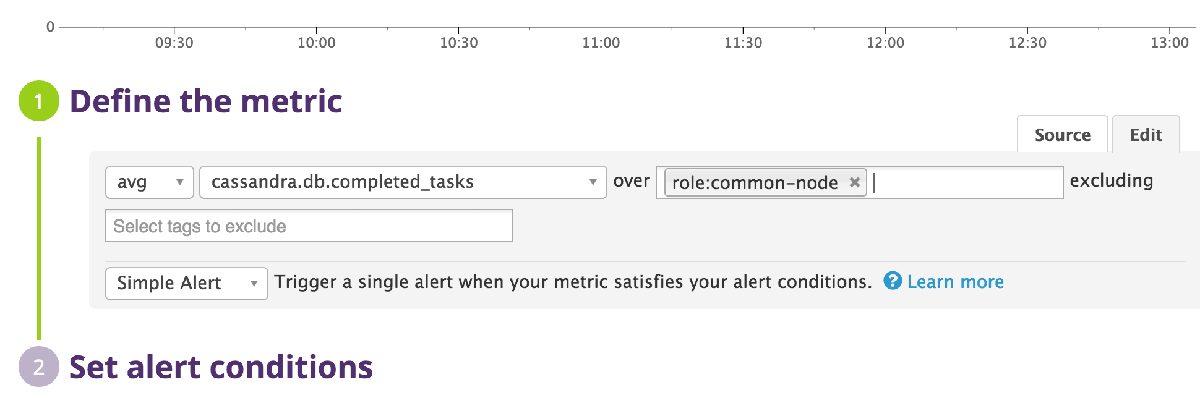 0
09:30 10:00 10:30 11:00 11:30 12:00 12:30 13:00
1 Define the metric
Source Edit
avg cassandra.db.completed_tasks over role:common-node × excluding
Select tags to exclude
Simple Alert Trigger a single alert when your metric satisfies your alert conditions. ? Learn more
2 Set alert conditions